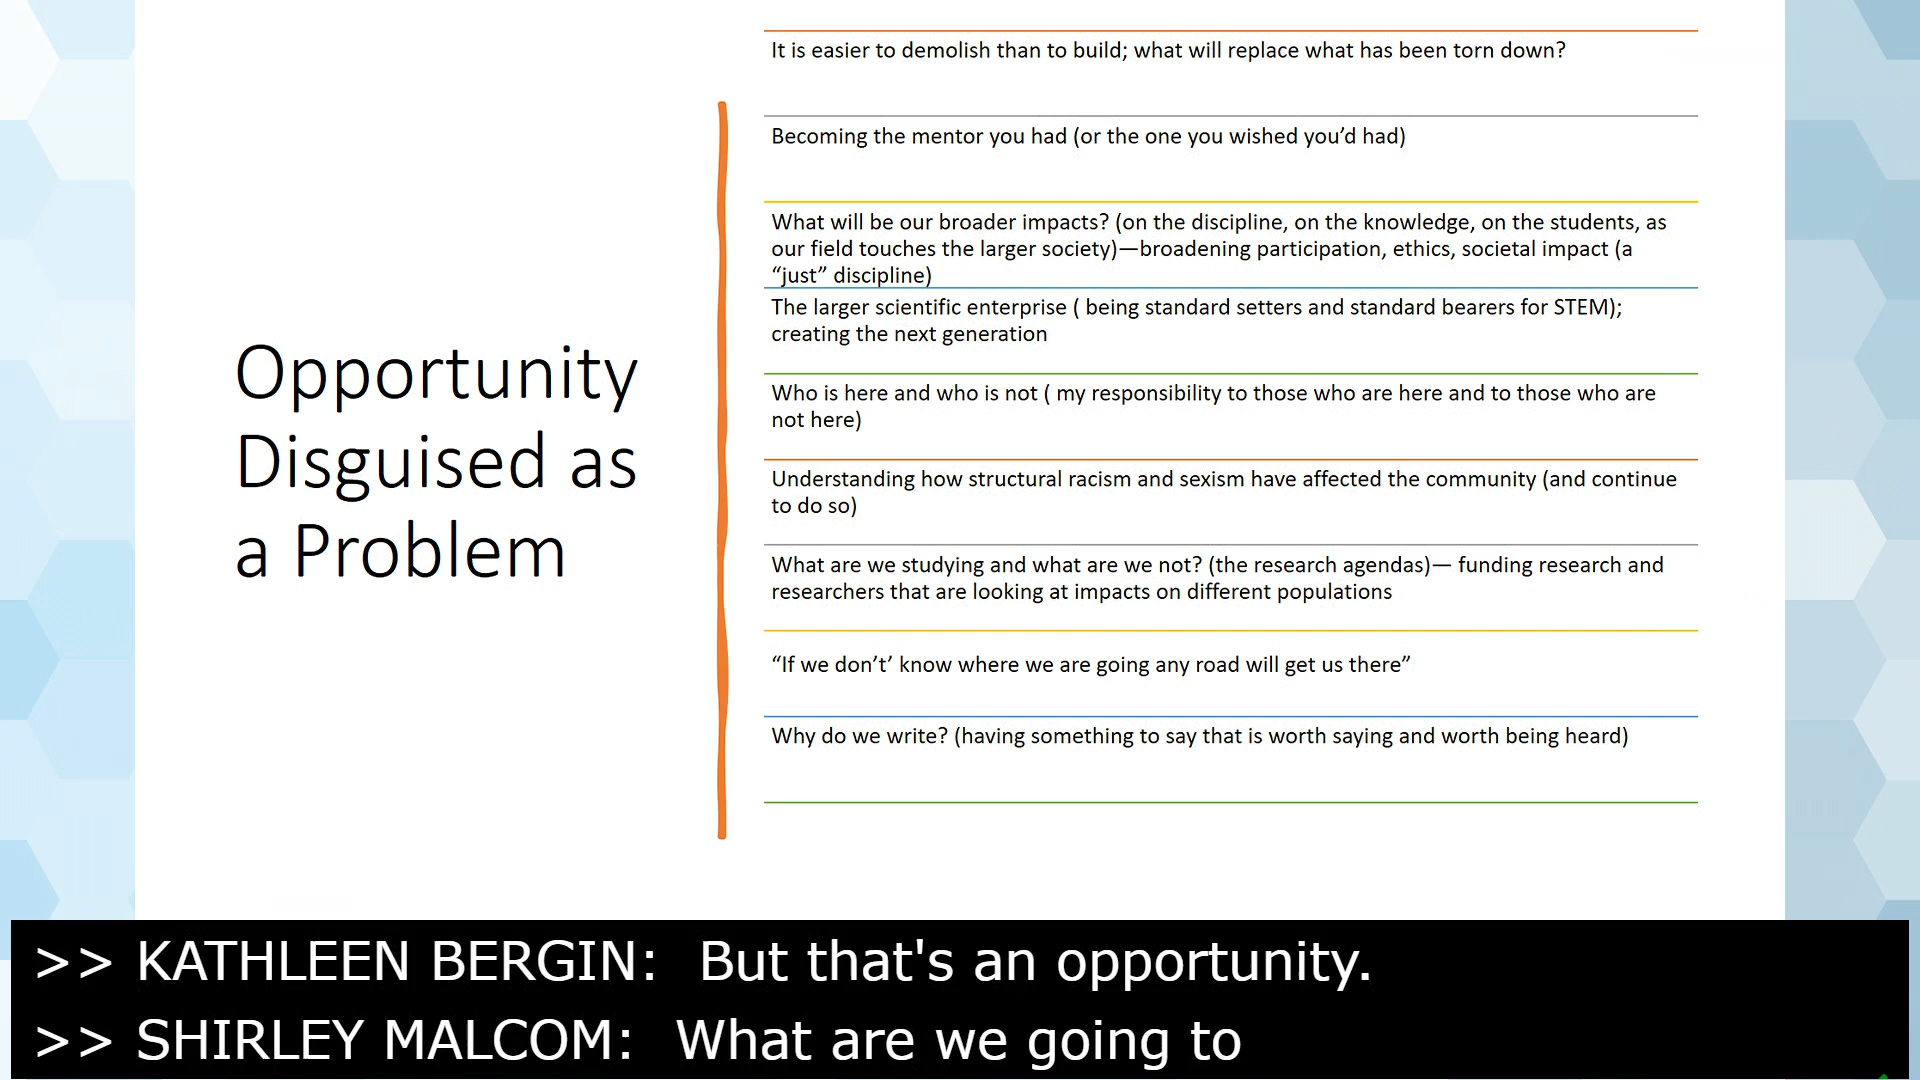 Opportunity
Disguised as
a Problem
It is easier to demolish than to build; what will replace what has been torn down?
Becoming the mentor you had (or the one you wished you’d had)
What will be our broader impacts? (on the discipline, on the knowledge, on the students, as
our field touches the larger society)—broadening participation, ethics, societal impact (a
“just” discipline)
The larger scientific enterprise ( being standard setters and standard bearers for STEM);
creating the next generation
Who is here and who is not ( my responsibility to those who are here and to those who are
not here)
Understanding how structural racism and sexism have affected the community (and continue
to do so)
What are we studying and what are we not? (the research agendas)— funding research and
researchers that are looking at impacts on different populations
“If we don’t’ know where we are going any road will get us there”
Why do we write? (having something to say that is worth saying and worth being heard)
>> KATHLEEN BERGIN:  But that's an opportunity.
>> SHIRLEY MALCOM:  What are we going to